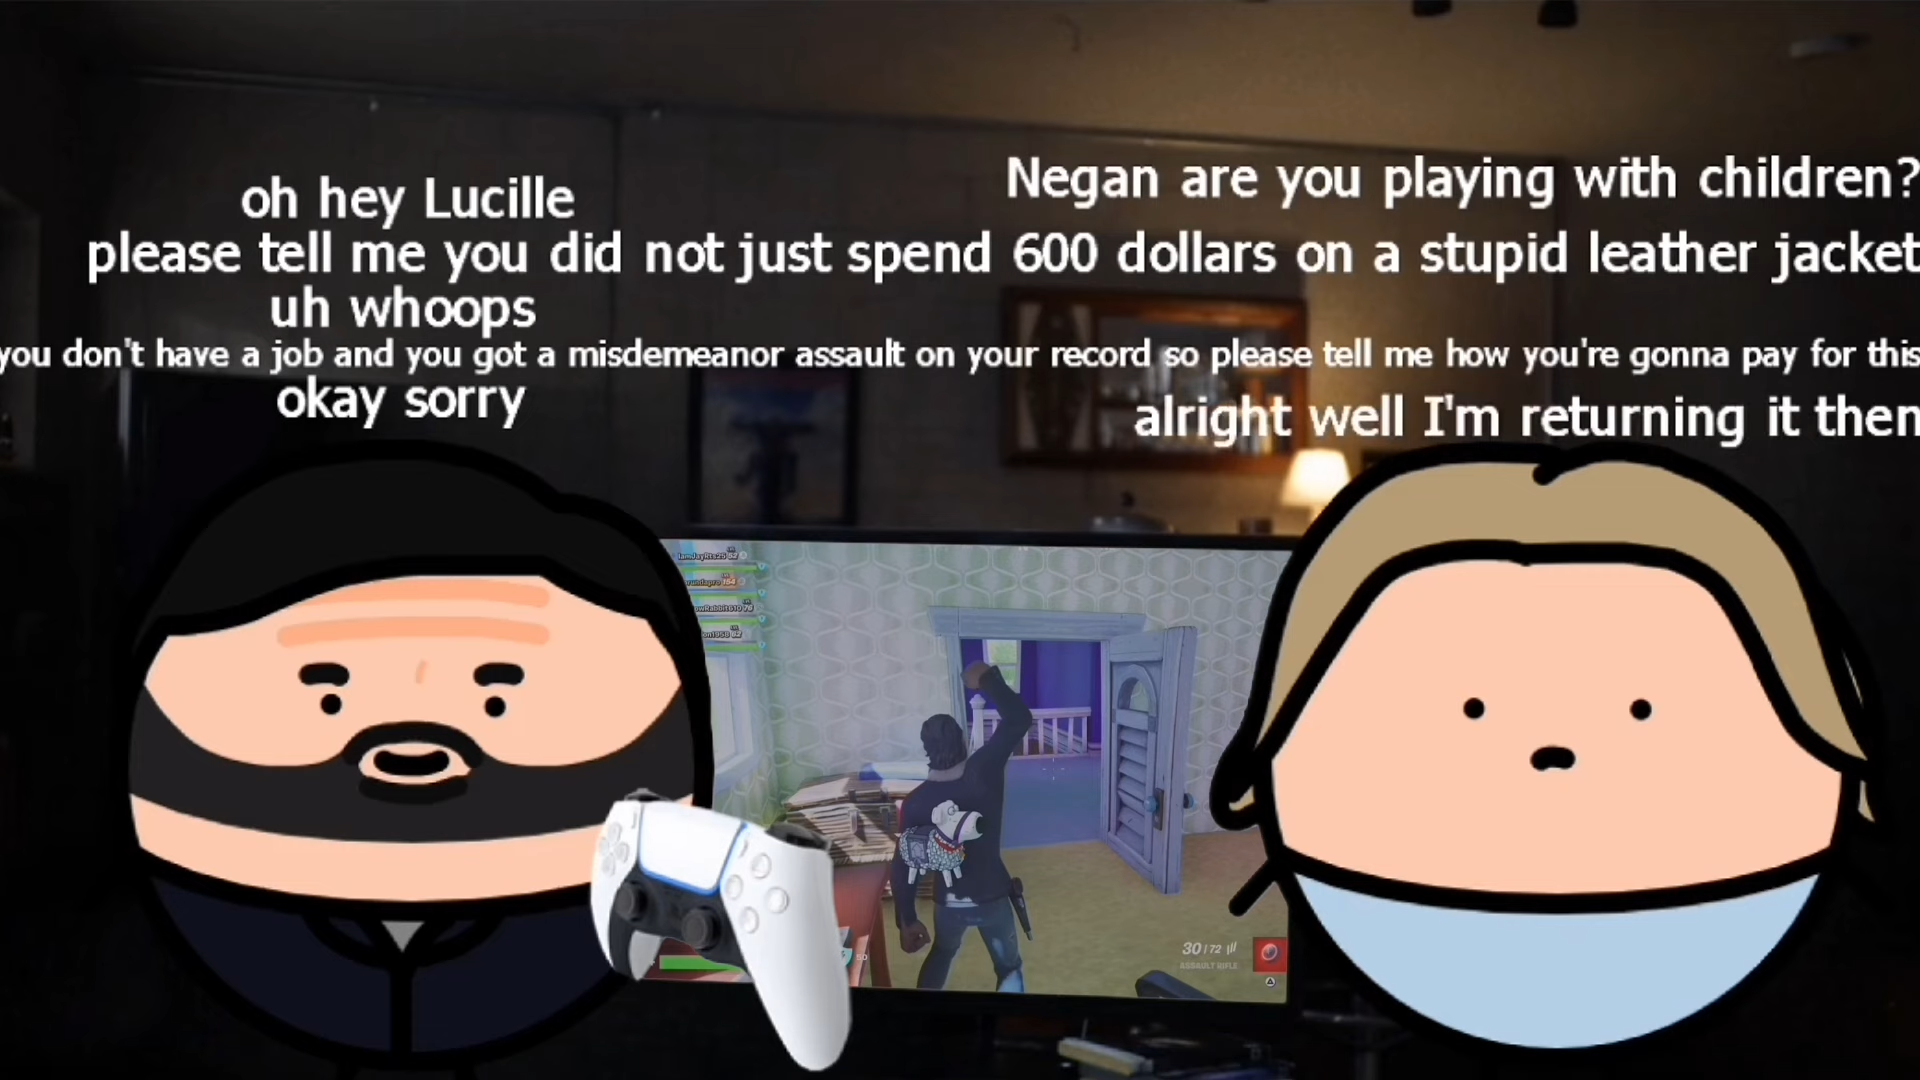 Negan are you playing with children?
oh hey Lucille
please tell me you did not just spend 600 dollars on a stupid leather jacket
uh whoops
you don't have a job and you got a misdemeanor assault on your record so please tell me how you're gonna pay for this
okay sorry
alright well I'm returning it then
30/72
ASSAULT RIFLE
50